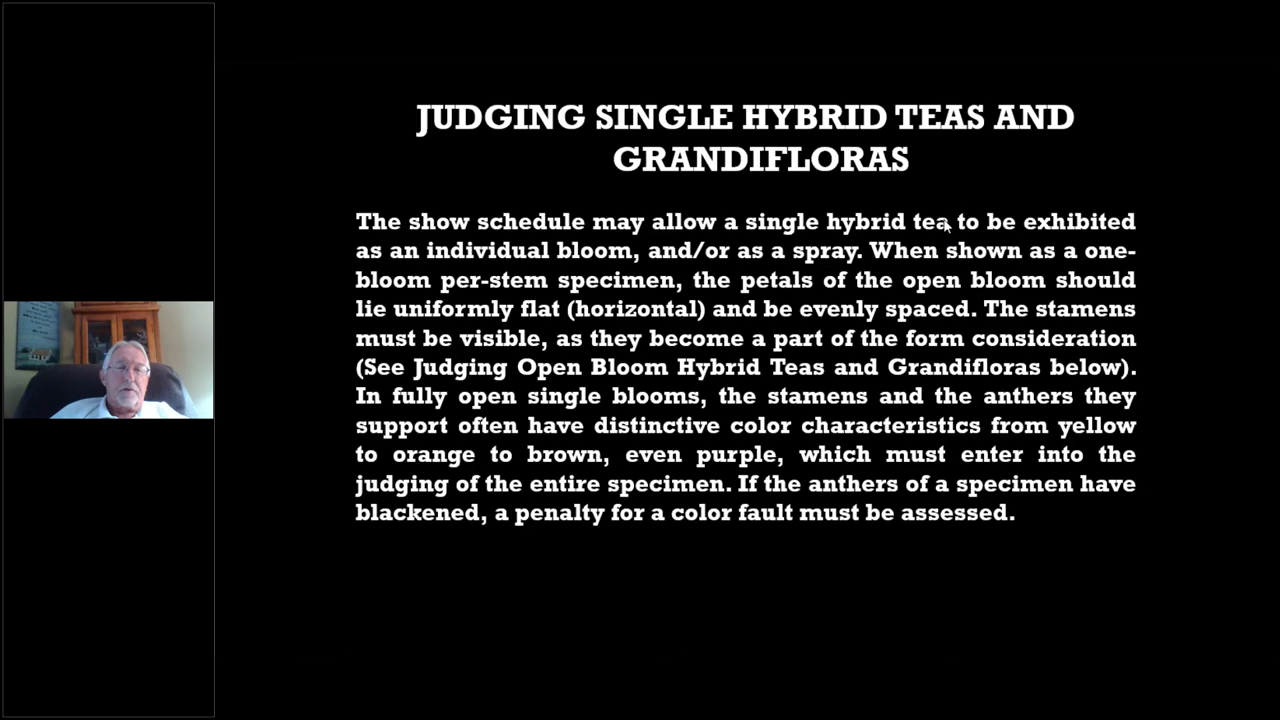 JUDGING SINGLE HYBRID TEAS AND
GRANDIFLORAS
The show schedule may allow a single hybrid tea to be exhibited
as an individual bloom, and/or as a spray. When shown as a one-
bloom per-stem specimen, the petals of the open bloom should
lie uniformly flat (horizontal) and be evenly spaced. The stamens
must be visible, as they become a part of the form consideration
(See Judging Open Bloom Hybrid Teas and Grandifloras below).
In fully open single blooms, the stamens and the anthers they
support often have distinctive color characteristics from yellow
to orange to brown, even purple, which must enter into the
judging of the entire specimen. If the anthers of a specimen have
blackened, a penalty for a color fault must be assessed.